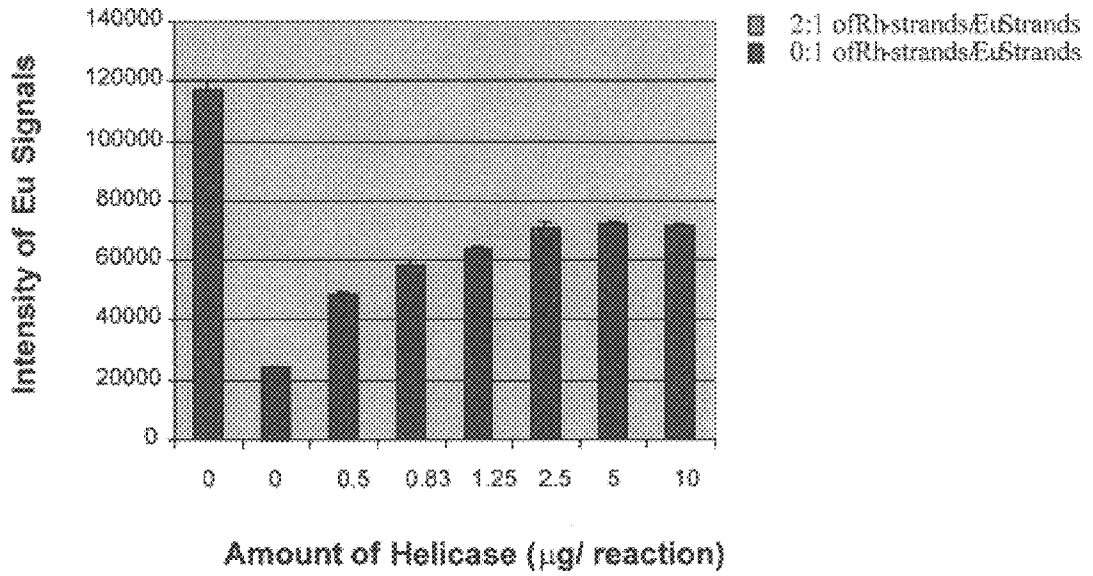 Intensity of Eu Signals
140000
120000
100000
80000
60000
40000
20000
0
0 0 0.5 0.83 1.25 2.5 5 10
Amount of Helicase (μg/ reaction)
2:1 ofRh-strands/EuStrands
0:1 ofRh-strands/EuStrands